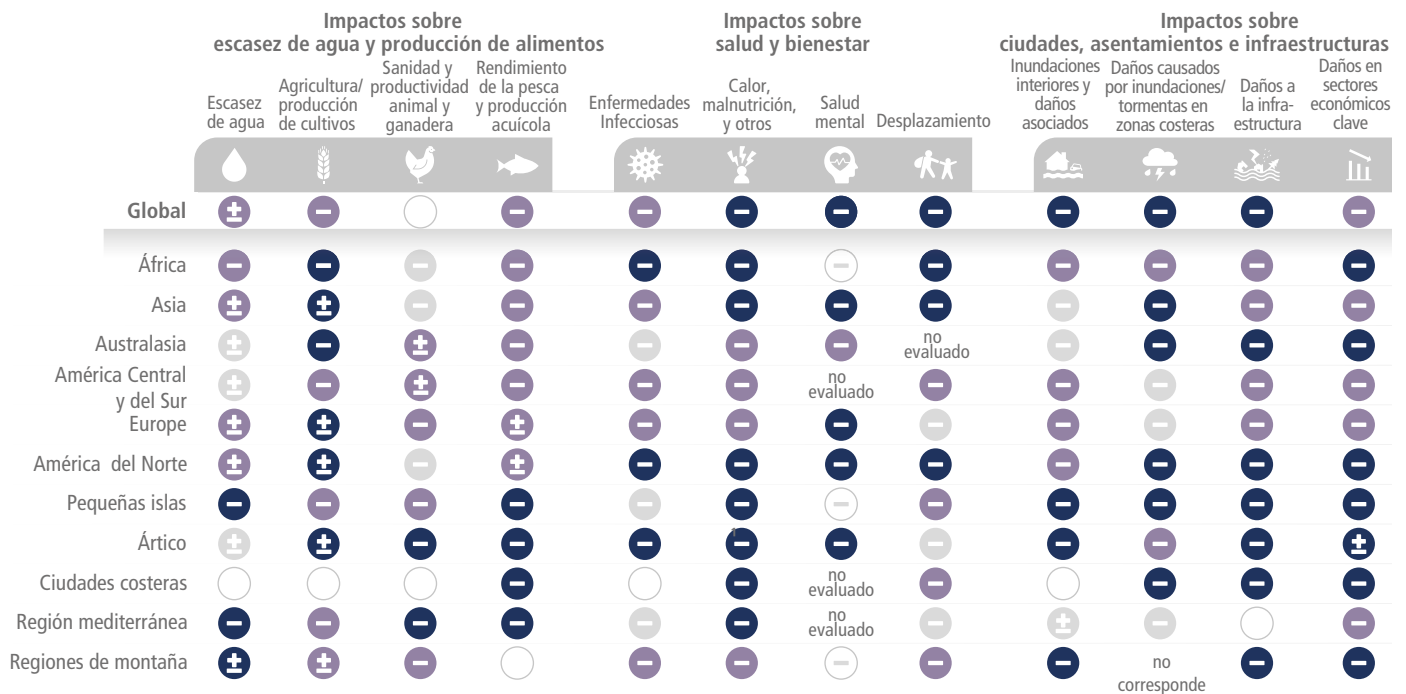 Impactos sobre
escasez de agua y producción de alimentos
Impactos sobre
salud y bienestar
Impactos sobre
ciudades, asentamientos e infraestructuras
Escasez
de agua
Agricultura/
producción
de cultivos
Sanidad y
productividad
animal y
ganadera
Rendimiento
de la pesca
y producción
acuícola
Enfermedades
Infecciosas
Calor,
malnutrición,
y otros
Salud
mental
Desplazamiento
Inundaciones
interiores y
daños
asociados
Daños causados
por inundaciones/
tormentas en
zonas costeras
Daños a
la infra-
estructura
Daños en
sectores
económicos
clave
Global
África
Asia
Australasia
no
evaluado
América Central
y del Sur
no
evaluado
Europe
América del Norte
Pequeñas islas
Ártico
Ciudades costeras
no
evaluado
Región mediterránea
no
evaluado
Regiones de montaña
no
corresponde